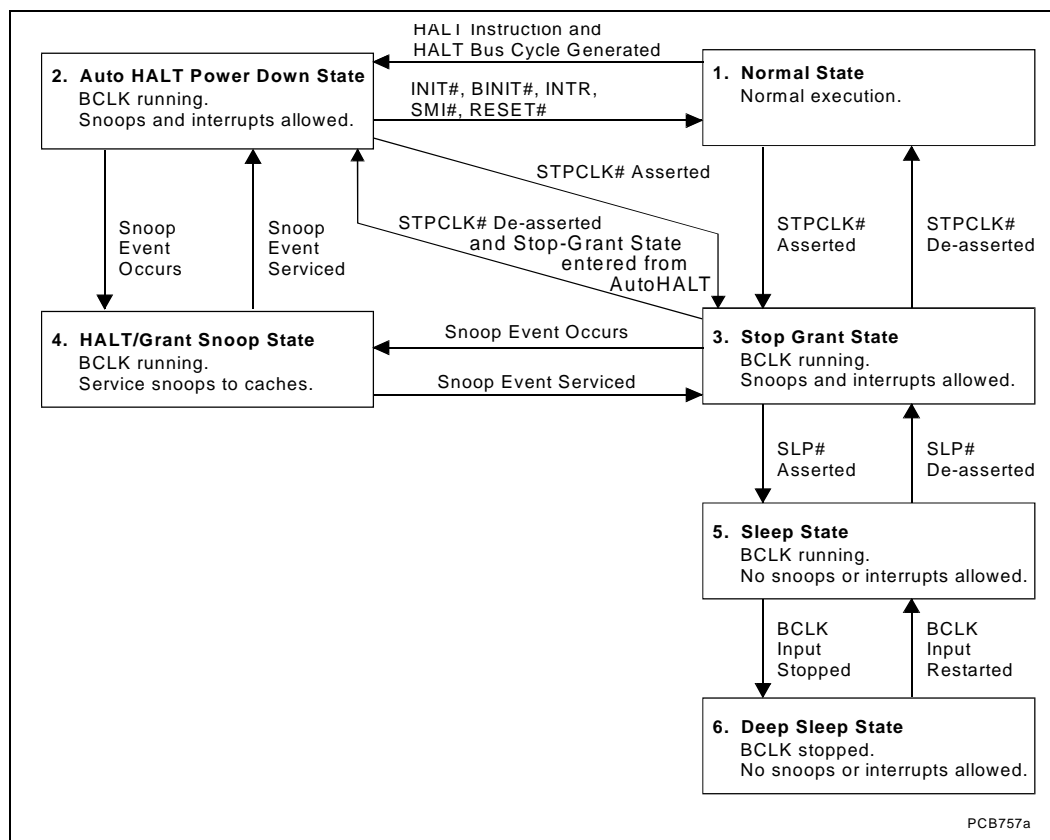 HALT Instruction and
HALT Bus Cycle Generated
2. Auto HALT Power Down State
BCLK running.
Snoops and interrupts allowed.
1. Normal State
Normal execution.
INIT#, BINIT#, INTR,
SMI#, RESET#
STPCLK# Asserted
STPCLK# De-asserted
and Stop-Grant State
entered from
AutoHALT
Snoop
Event
Occurs
Snoop
Event
Serviced
STPCLK#
Asserted
STPCLK#
De-asserted
4. HALT/Grant Snoop State
BCLK running.
Service snoops to caches.
Snoop Event Occurs
Snoop Event Serviced
3. Stop Grant State
BCLK running.
Snoops and interrupts allowed.
SLP#
Asserted
SLP#
De-asserted
5. Sleep State
BCLK running.
No snoops or interrupts allowed.
BCLK
Input
Stopped
BCLK
Input
Restarted
6. Deep Sleep State
BCLK stopped.
No snoops or interrupts allowed.
PCB757a